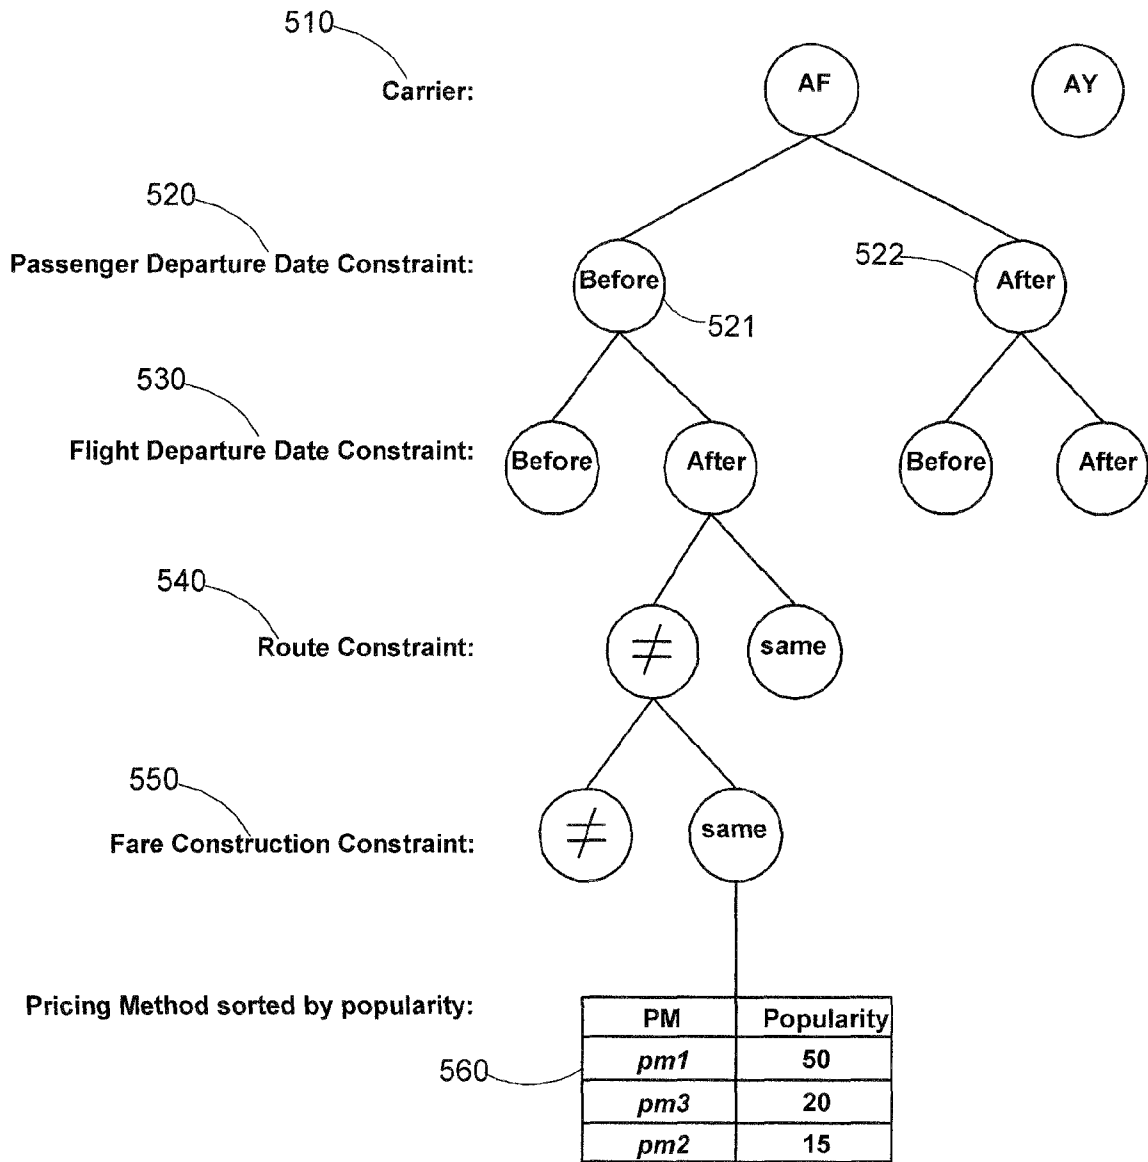 510
Carrier: AF AY
520
Passenger Departure Date Constraint: Before After
522
521
530
Flight Departure Date Constraint: Before After Before After
540
Route Constraint: ≠ same
550
Fare Construction Constraint: ≠ same
Pricing Method sorted by popularity:
PM Popularity
560
pm1 50
pm3 20
pm2 15